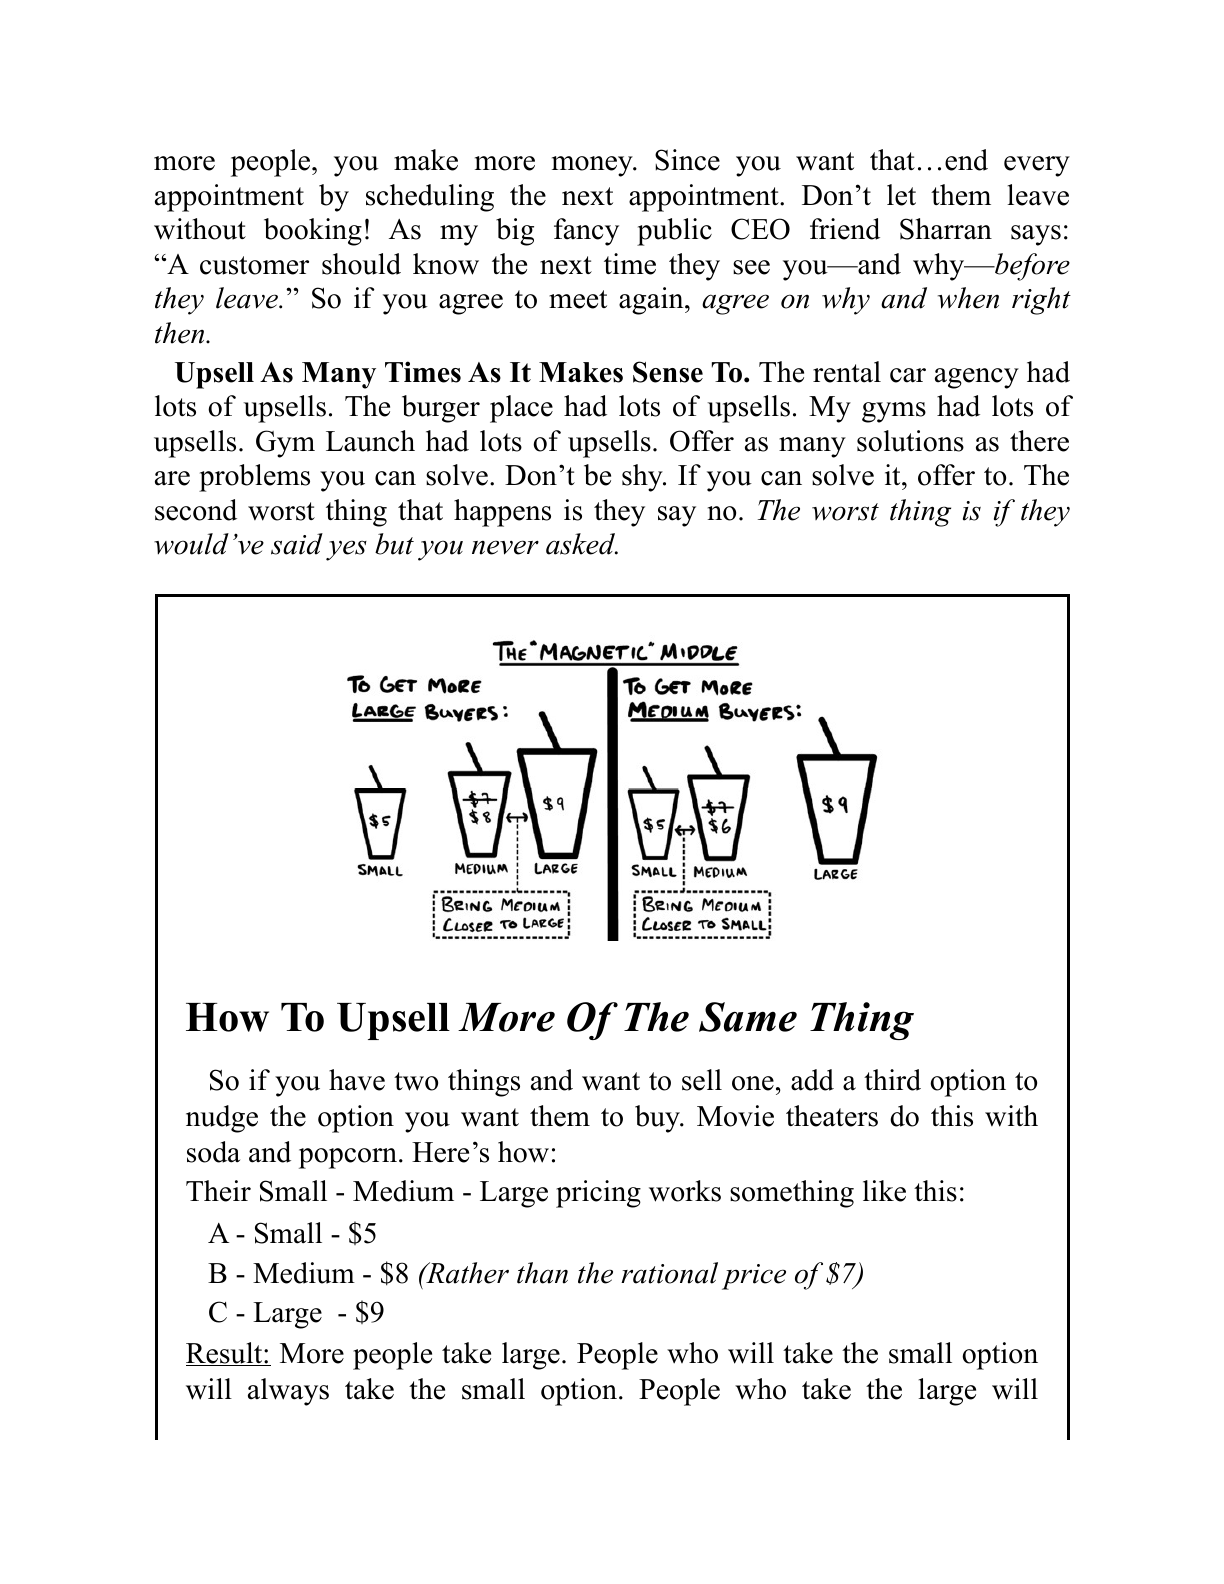 more people, you make more money. Since you want that…end every
appointment by scheduling the next appointment. Don’t let them leave
without booking! As my big fancy public CEO friend Sharran says:
“A customer should know the next time they see you—and why—before
they leave.” So if you agree to meet again, agree on why and when right
then.
Upsell As Many Times As It Makes Sense To. The rental car agency had
lots of upsells. The burger place had lots of upsells. My gyms had lots of
upsells. Gym Launch had lots of upsells. Offer as many solutions as there
are problems you can solve. Don’t be shy. If you can solve it, offer to. The
second worst thing that happens is they say no. The worst thing is if they
would’ve said yes but you never asked.
THE "MAGNETIC" MIDDLE
TO GET MORE
LARGE BUYERS:
$5
SMALL
$7
$8
MEDIUM
$9
LARGE
BRING MEDIUM
CLOSER TO LARGE
TO GET MORE
MEDIUM BUYERS:
$5
SMALL
$7
$6
MEDIUM
$9
LARGE
BRING MEDIUM
CLOSER TO SMALL
How To Upsell More Of The Same Thing
So if you have two things and want to sell one, add a third option to
nudge the option you want them to buy. Movie theaters do this with
soda and popcorn. Here’s how:
Their Small - Medium - Large pricing works something like this:
A - Small - $5
B - Medium - $8 (Rather than the rational price of $7)
C - Large - $9
Result: More people take large. People who will take the small option
will always take the small option. People who take the large will